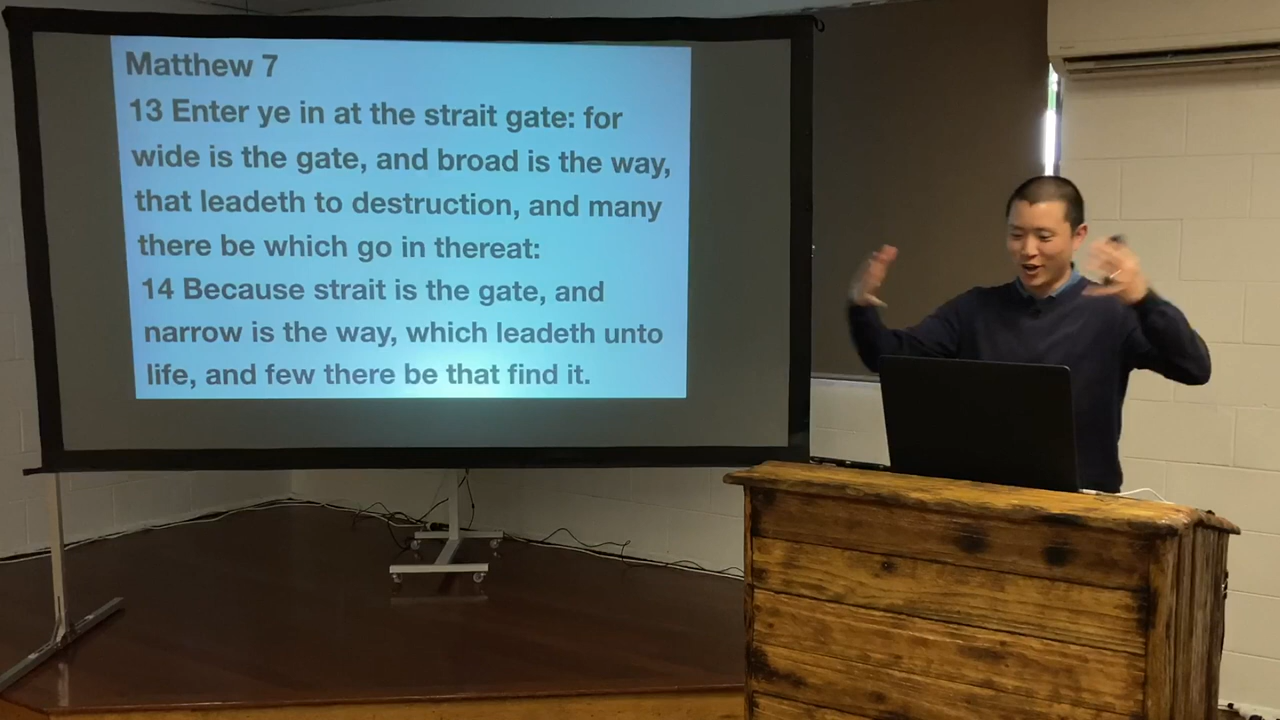 Matthew 7
13 Enter ye in at the strait gate: for
wide is the gate, and broad is the way,
that leadeth to destruction, and many
there be which go in thereat:
14 Because strait is the gate, and
narrow is the way, which leadeth unto
life, and few there be that find it.